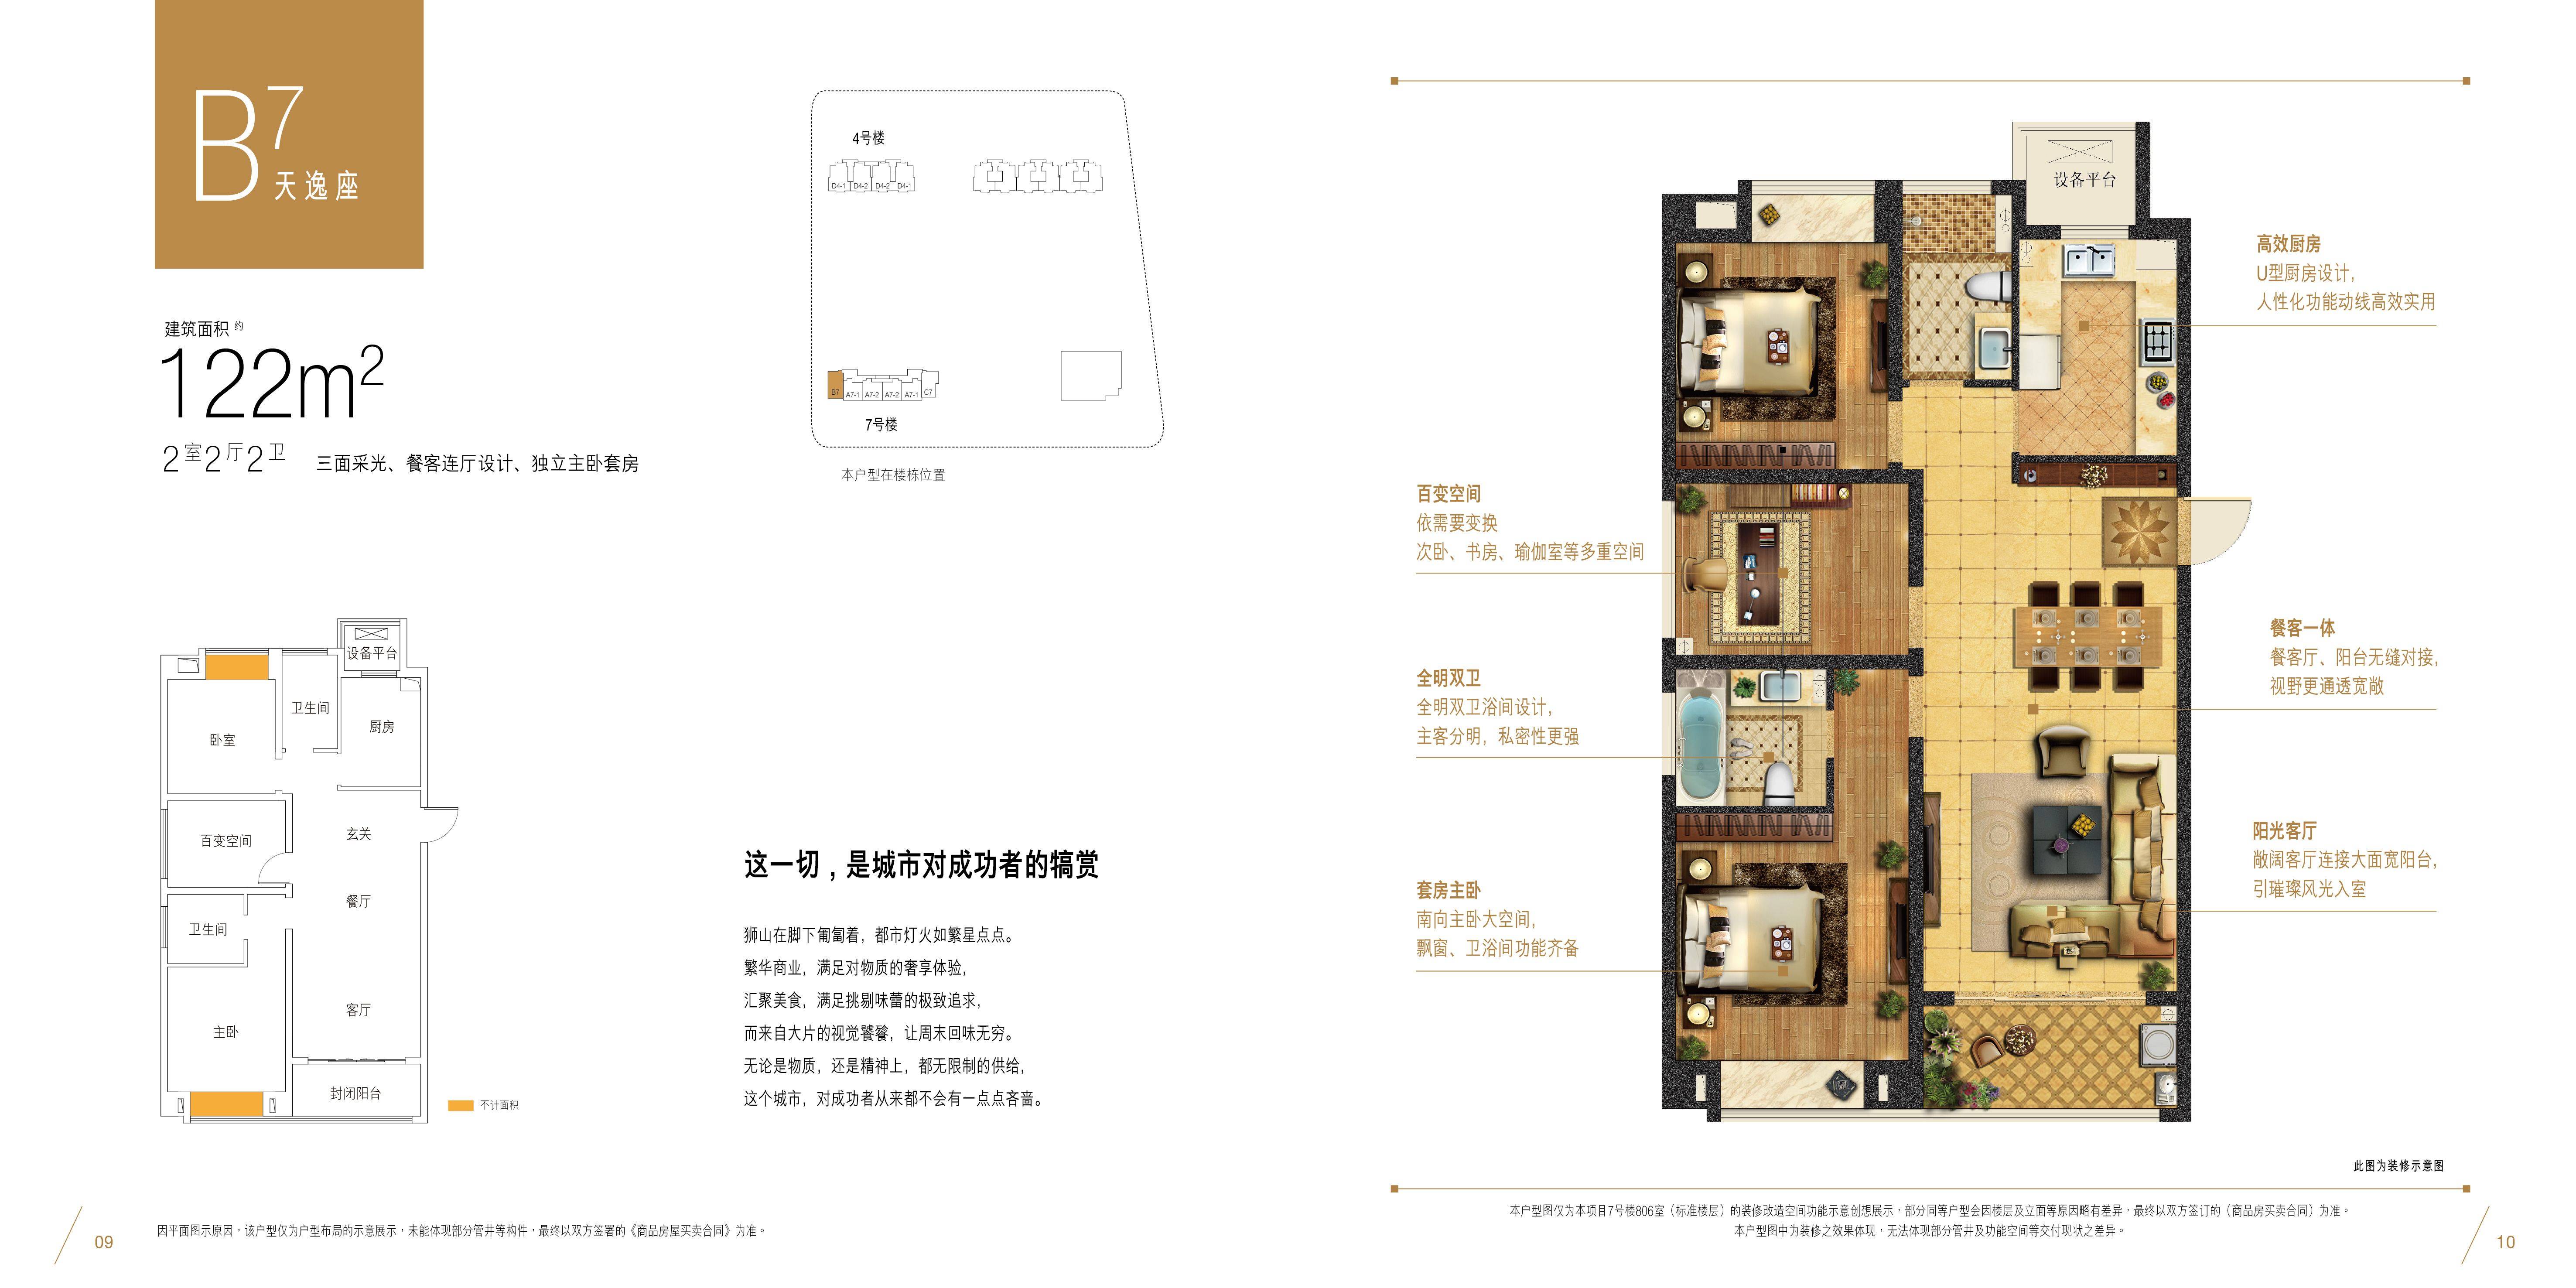 B7
天逸座
建筑面积 约
122m2
2室2厅2卫 三面采光、餐客连厅设计、独立主卧套房
4号楼
D4-1 D4-2 D4-2 D4-1
B7 A7-1 A7-2 A7-2 A7-1 C7
7号楼
本户型在楼栋位置
设备平台
卫生间
厨房
卧室
百变空间
玄关
餐厅
卫生间
客厅
主卧
封闭阳台
不计面积
这一切，是城市对成功者的犒赏
狮山在脚下匍匐着，都市灯火如繁星点点。
繁华商业，满足对物质的奢享体验，
汇聚美食，满足挑剔味蕾的极致追求，
而来自大片的视觉饕餮，让周末回味无穷。
无论是物质，还是精神上，都无限制的供给，
这个城市，对成功者从来都不会有一点点吝啬。
因平面图示原因，该户型仅为户型布局的示意展示，未能体现部分管井等构件，最终以双方签署的《商品房屋买卖合同》为准。
09
设备平台
高效厨房
U型厨房设计，
人性化功能动线高效实用
百变空间
依需要变换
次卧、书房、瑜伽室等多重空间
餐客一体
餐客厅、阳台无缝对接，
视野更通透宽敞
全明双卫
全明双卫浴间设计，
主客分明，私密性更强
阳光客厅
敞阔客厅连接大面宽阳台，
引璀璨风光入室
套房主卧
南向主卧大空间，
飘窗、卫浴间功能齐备
此图为装修示意图
本户型图仅为本项目7号楼806室（标准楼层）的装修改造空间功能示意创想展示，部分同等户型会因楼层及立面等原因略有差异，最终以双方签订的（商品房买卖合同）为准。
本户型图中为装修之效果体现，无法体现部分管井及功能空间等交付现状之差异。
10